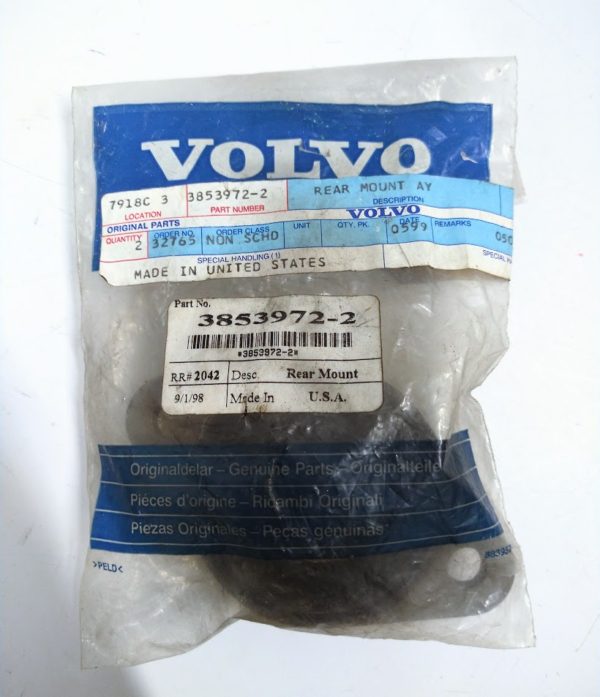 VOLVO
7918C 3 3853972-2 REAR MOUNT AY
LOCATION PART NUMBER DESCRIPTION
ORIGINAL PARTS VOLVO
QUANTITY ORDER NO. ORDER CLASS UNIT QTY. PK. DATE REMARKS
2 32765 NON SCHD 0599
SPECIAL HANDLING (1)
MADE IN UNITED STATES
Part No.
3853972-2
*3853972-2*
RR# 2042 Desc. Rear Mount
9/1/98 Made In U.S.A.
Originaldelar – Genuine Parts – Originalteile
Pièces d'origine – Ricambi Originali
Piezas Originales – Peças genuinas
>PELD<